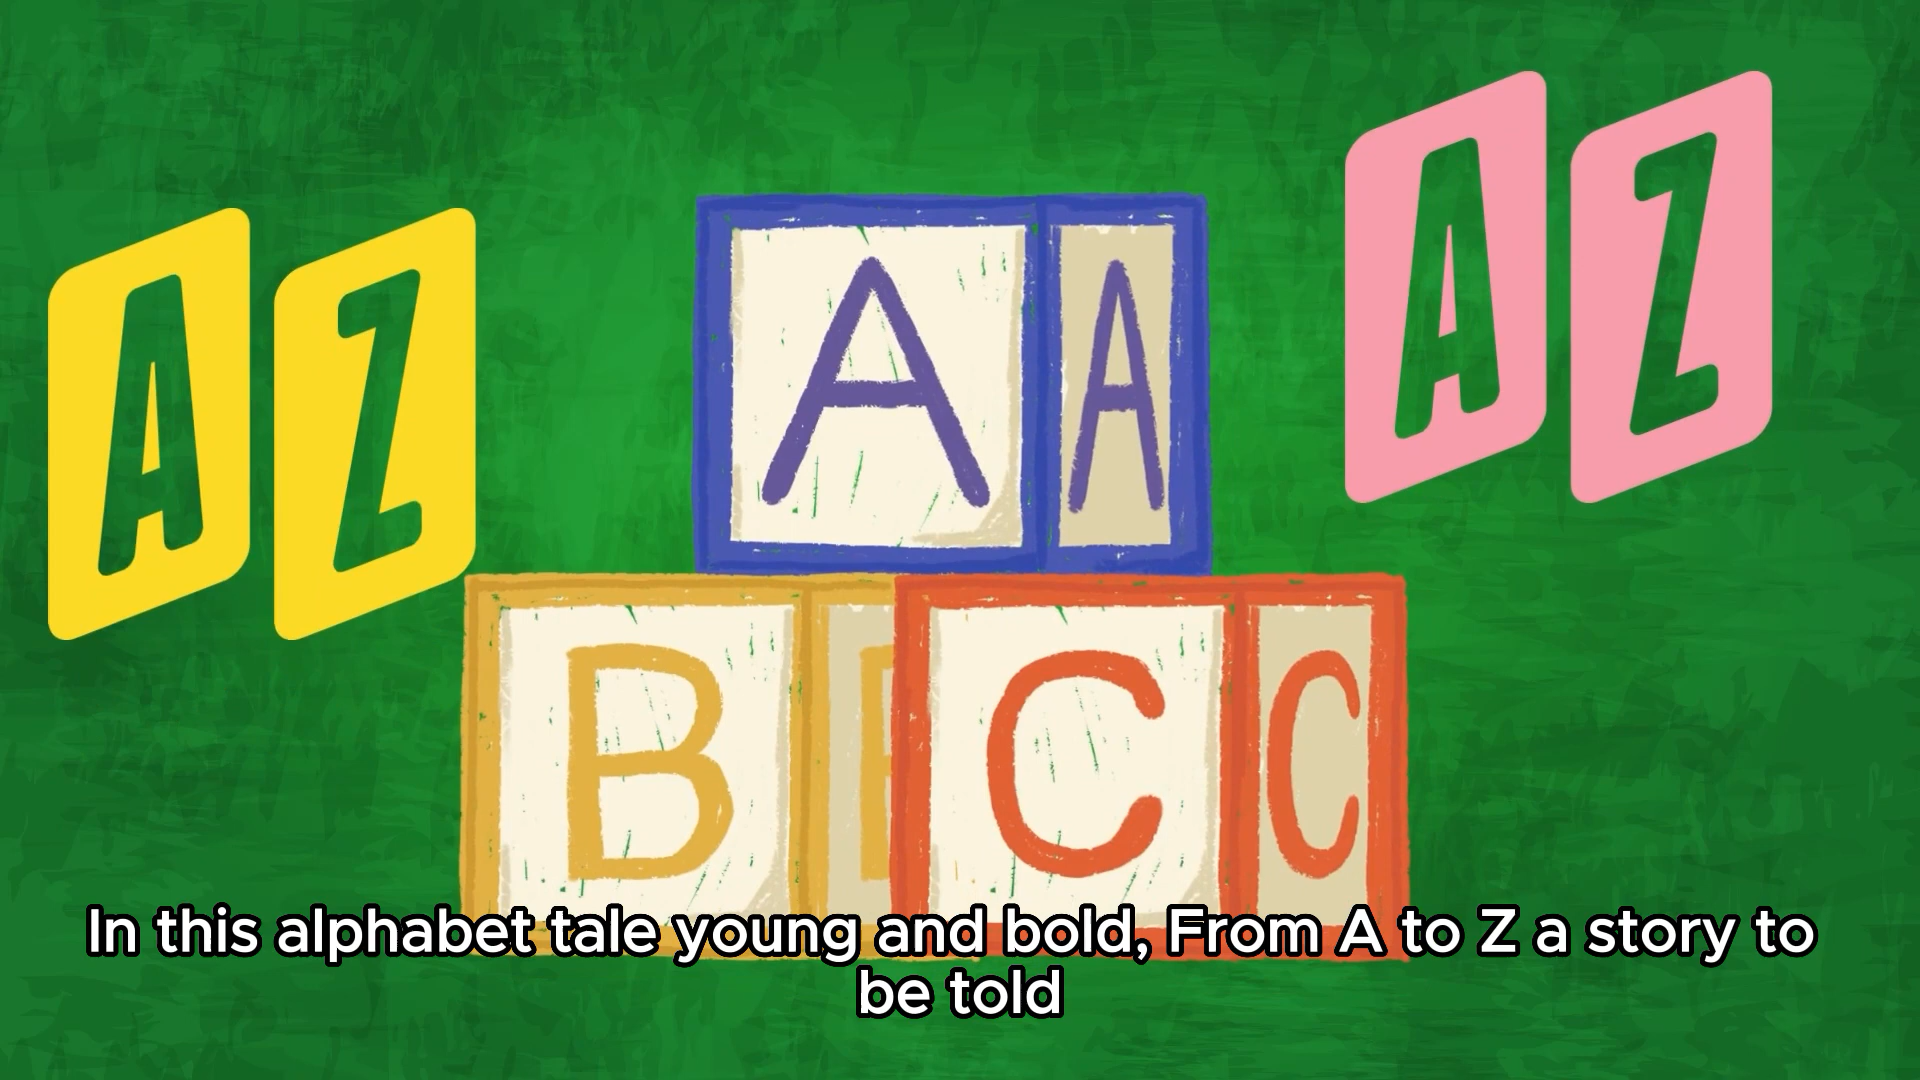 A Z
A Z
A A
B C C
In this alphabet tale young and bold, From A to Z a story to
be told